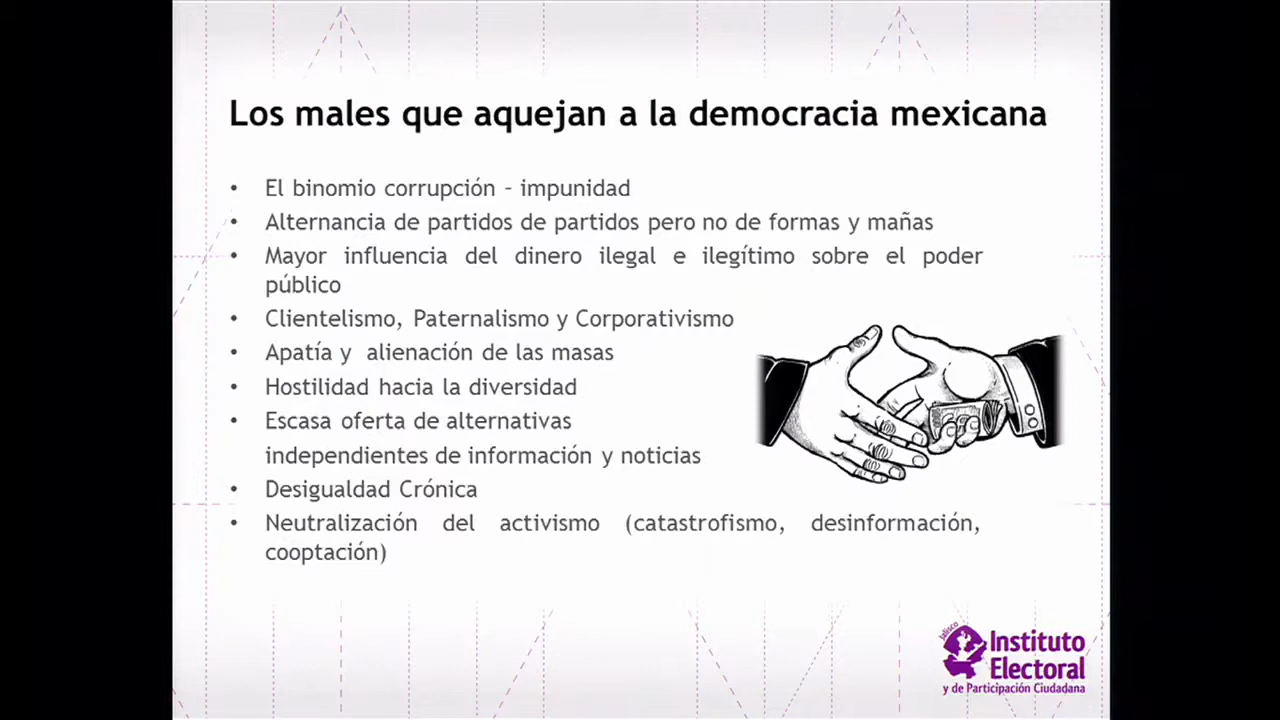 Los males que aquejan a la democracia mexicana
• El binomio corrupción – impunidad
• Alternancia de partidos de partidos pero no de formas y mañas
• Mayor influencia del dinero ilegal e ilegítimo sobre el poder
público
• Clientelismo, Paternalismo y Corporativismo
• Apatía y alienación de las masas
• Hostilidad hacia la diversidad
• Escasa oferta de alternativas
independientes de información y noticias
• Desigualdad Crónica
• Neutralización del activismo (catastrofismo, desinformación,
cooptación)
Jalisco
Instituto
Electoral
y de Participación Ciudadana